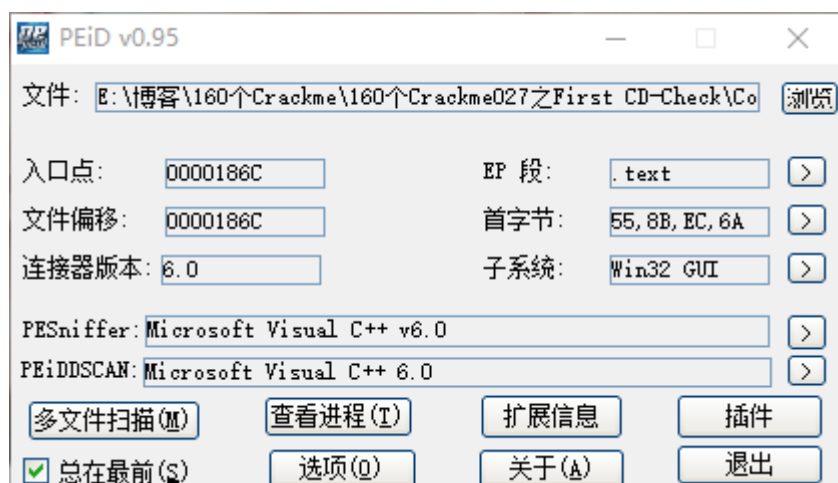 PEiD v0.95
文件: E:\博客\160个Crackme\160个Crackme027之First CD-Check\Co 浏览
入口点: 0000186C EP 段: .text >
文件偏移: 0000186C 首字节: 55,8B,EC,6A >
连接器版本: 6.0 子系统: Win32 GUI >
PESniffer: Microsoft Visual C++ v6.0 >
PEiDDSCAN: Microsoft Visual C++ 6.0 >
多文件扫描(M) 查看进程(T) 扩展信息 插件
总在最前(S) 选项(O) 关于(A) 退出